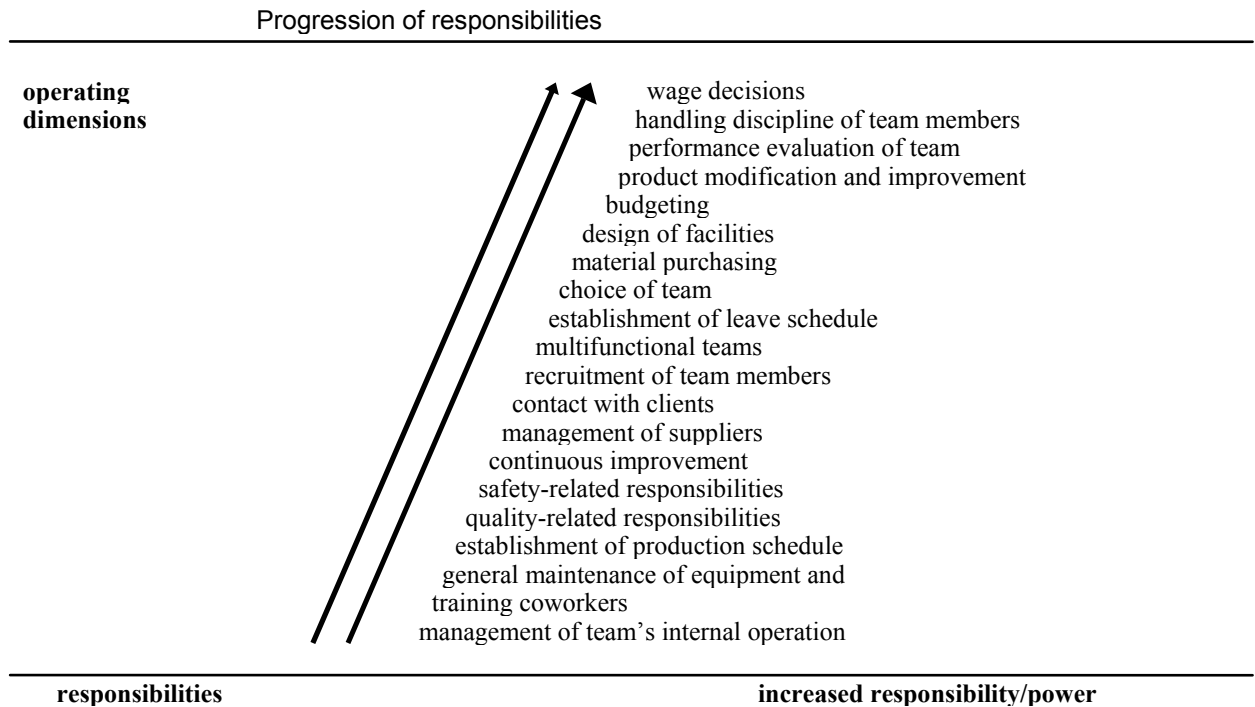 Progression of responsibilities
operating
dimensions
wage decisions
handling discipline of team members
performance evaluation of team
product modification and improvement
budgeting
design of facilities
material purchasing
choice of team
establishment of leave schedule
multifunctional teams
recruitment of team members
contact with clients
management of suppliers
continuous improvement
safety-related responsibilities
quality-related responsibilities
establishment of production schedule
general maintenance of equipment and
training coworkers
management of team’s internal operation
responsibilities increased responsibility/power